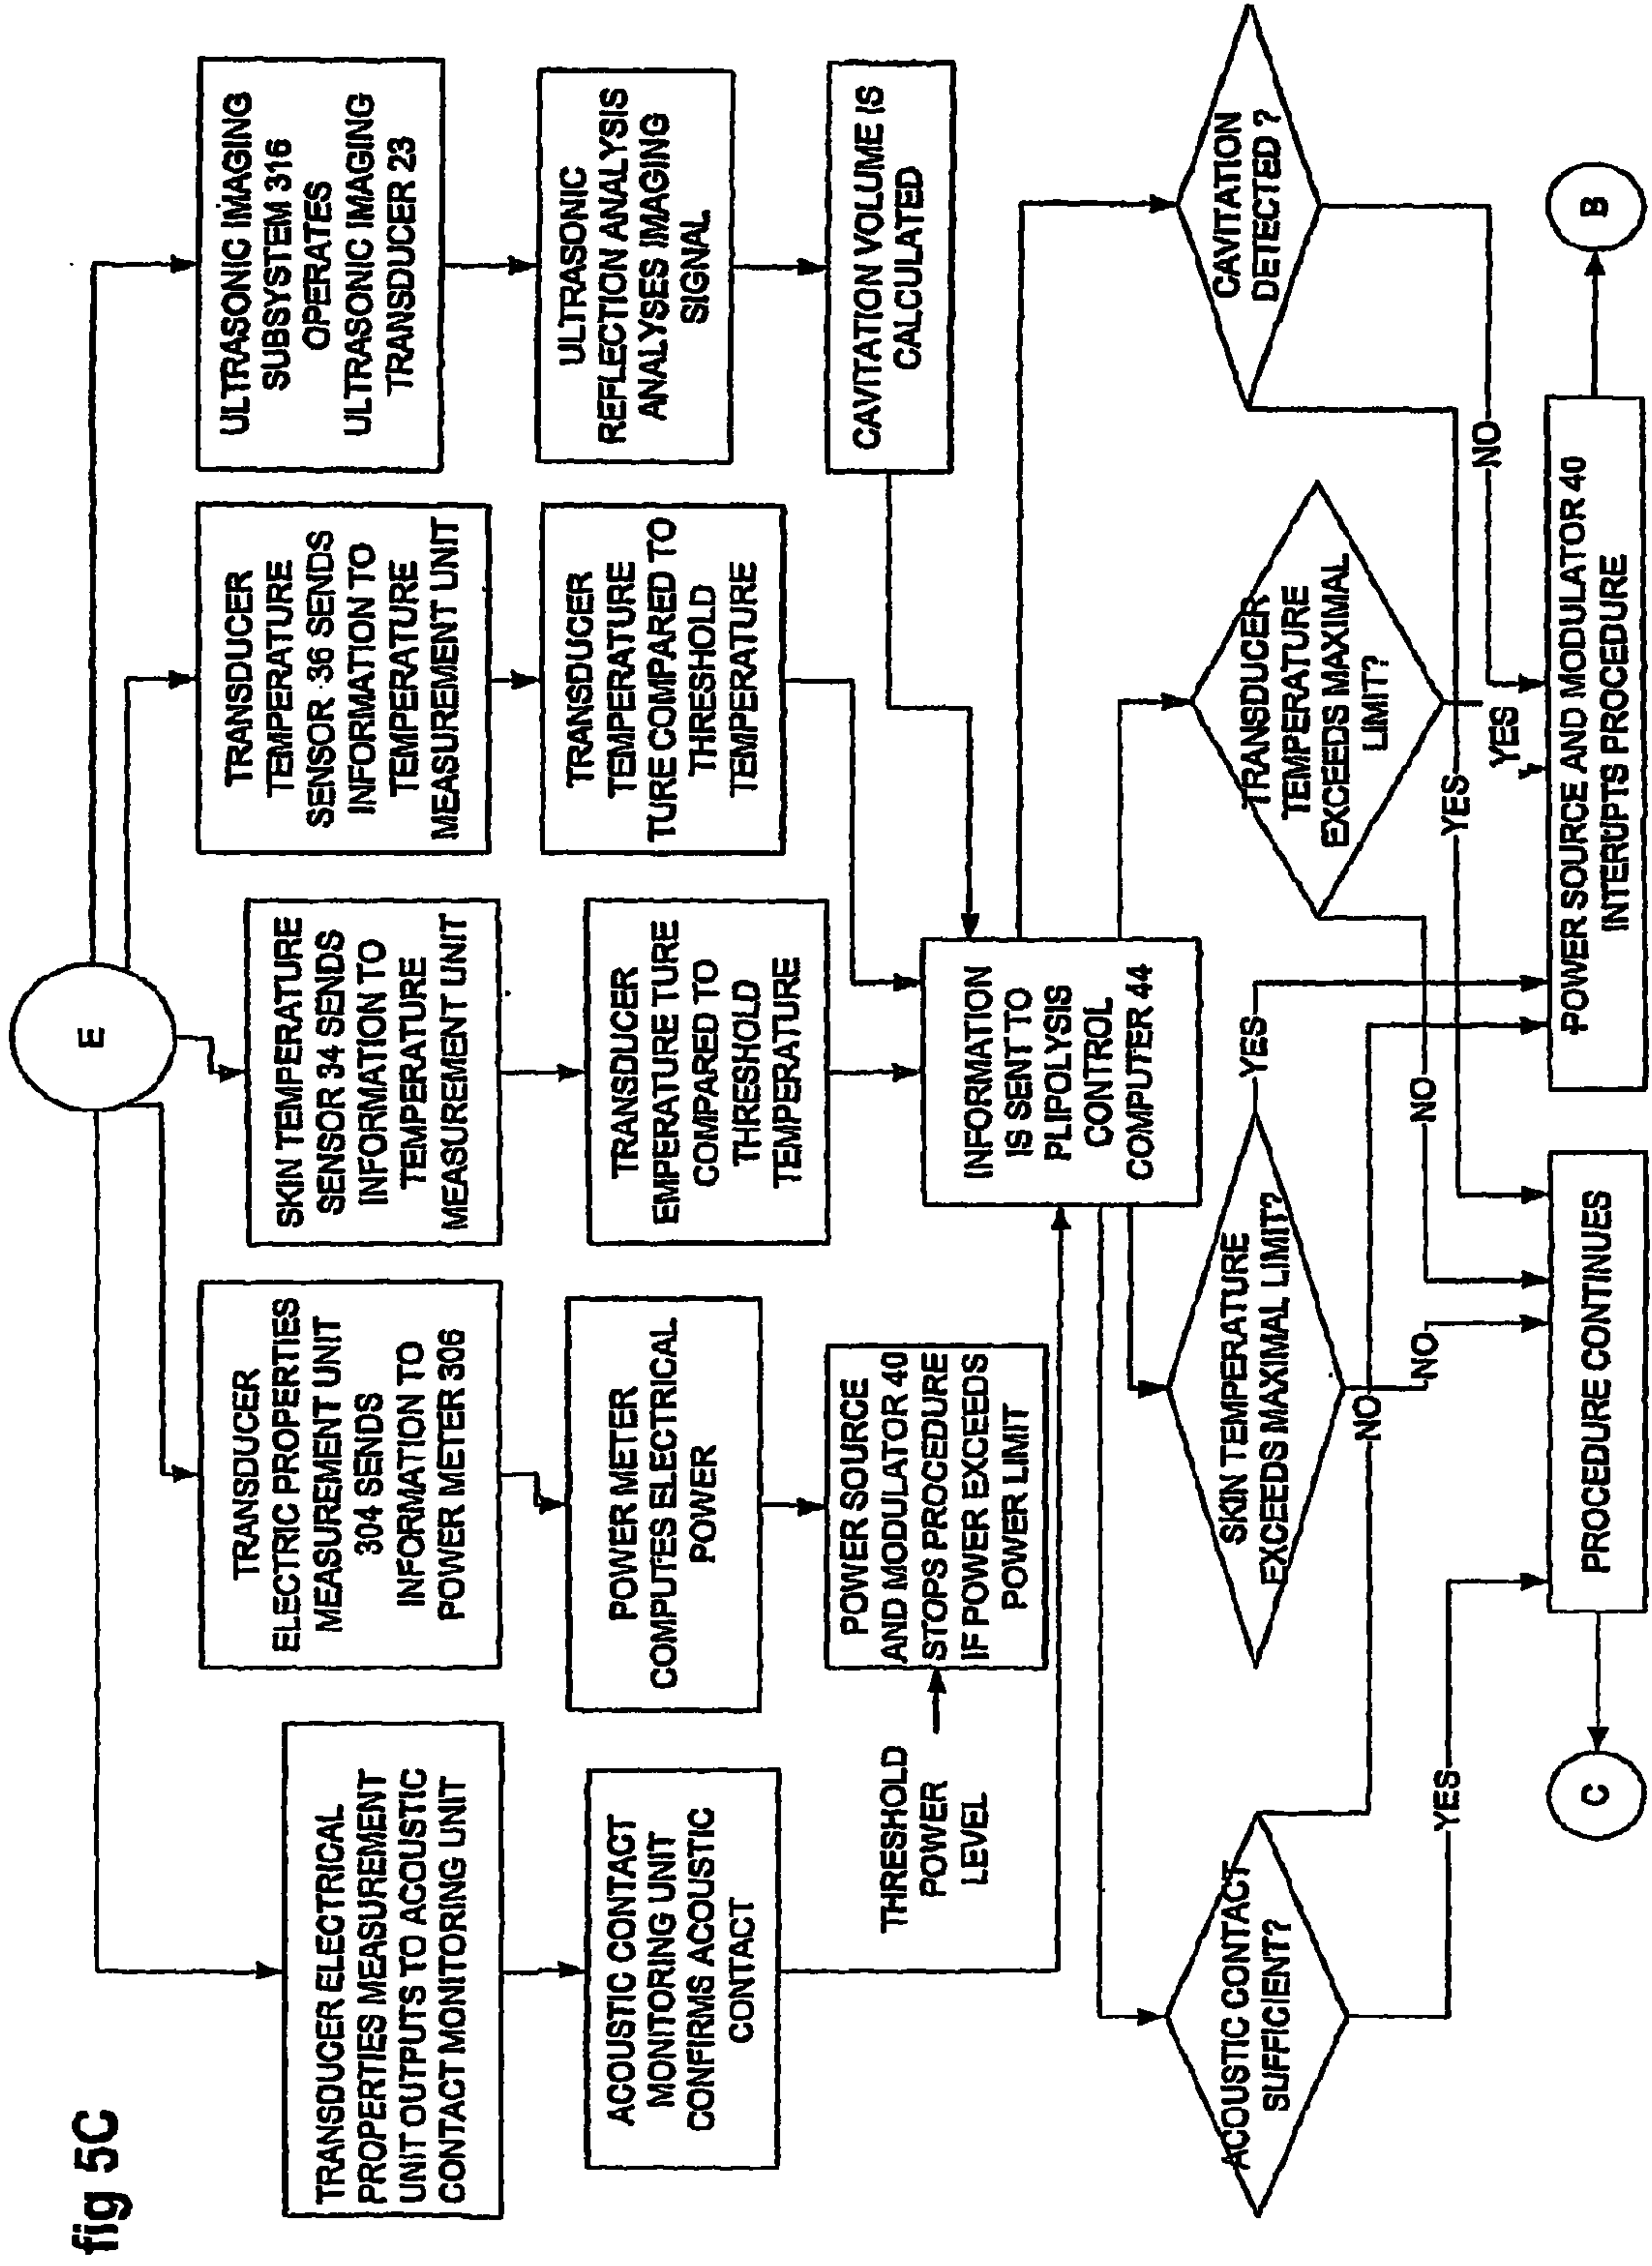 fig 5C
E
TRANSDUCER ELECTRICAL
PROPERTIES MEASUREMENT
UNIT OUTPUTS TO ACOUSTIC
CONTACT MONITORING UNIT
TRANSDUCER
ELECTRIC PROPERTIES
MEASUREMENT UNIT
304 SENDS
INFORMATION TO
POWER METER 306
SKIN TEMPERATURE
SENSOR 34 SENDS
INFORMATION TO
TEMPERATURE
MEASUREMENT UNIT
TRANSDUCER
TEMPERATURE
SENSOR 36 SENDS
INFORMATION TO
TEMPERATURE
MEASUREMENT UNIT
ULTRASONIC IMAGING
SUBSYSTEM 316
OPERATES
ULTRASONIC IMAGING
TRANSDUCER 23
ACOUSTIC CONTACT
MONITORING UNIT
CONFIRMS ACOUSTIC
CONTACT
POWER METER
COMPUTES ELECTRICAL
POWER
TRANSDUCER
EMPERATURE TURE
COMPARED TO
THRESHOLD
TEMPERATURE
TRANSDUCER
TEMPERATURE
TURE COMPARED TO
THRESHOLD
TEMPERATURE
ULTRASONIC
REFLECTION ANALYSIS
ANALYSES IMAGING
SIGNAL
THRESHOLD
POWER
LEVEL
POWER SOURCE
AND MODULATOR 40
STOPS PROCEDURE
IF POWER EXCEEDS
POWER LIMIT
CAVITATION VOLUME IS
CALCULATED
INFORMATION
IS SENT TO
PLIPOLYSIS
CONTROL
COMPUTER 44
ACOUSTIC CONTACT
SUFFICIENT?
SKIN TEMPERATURE
EXCEEDS MAXIMAL LIMIT?
TRANSDUCER
TEMPERATURE
EXCEEDS MAXIMAL
LIMIT?
CAVITATION
DETECTED ?
YES
NO
NO
YES
NO
YES
YES
NO
C
PROCEDURE CONTINUES
POWER SOURCE AND MODULATOR 40
INTERUPTS PROCEDURE
B